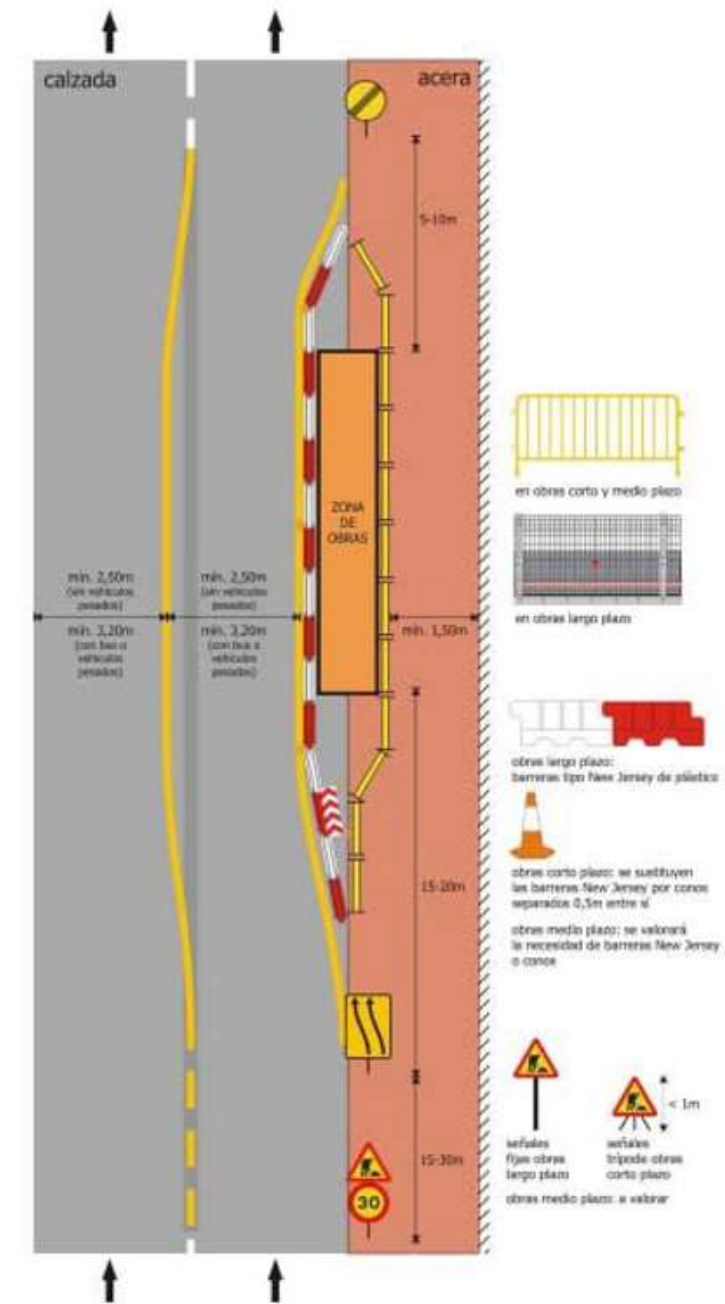 calzada
acera
5-10m
ZONA
DE
OBRAS
mín. 2,50m
(sin vehículos
pesados)
mín. 3,20m
(con bus o
vehículos
pesados)
mín. 2,50m
(sin vehículos
pesados)
mín. 3,20m
(con bus o
vehículos
pesados)
mín. 1,50m
15-20m
15-30m
30
en obras corto y medio plazo
en obras largo plazo
obras largo plazo:
barreras tipo New Jersey de plástico
obras corto plazo: se sustituyen
las barreras New Jersey por conos
separados 0,5m entre sí
obras medio plazo: se valorará
la necesidad de barreras New Jersey
o conos
< 1m
señales
fijas obras
largo plazo
señales
trípode obras
corto plazo
obras medio plazo: a valorar